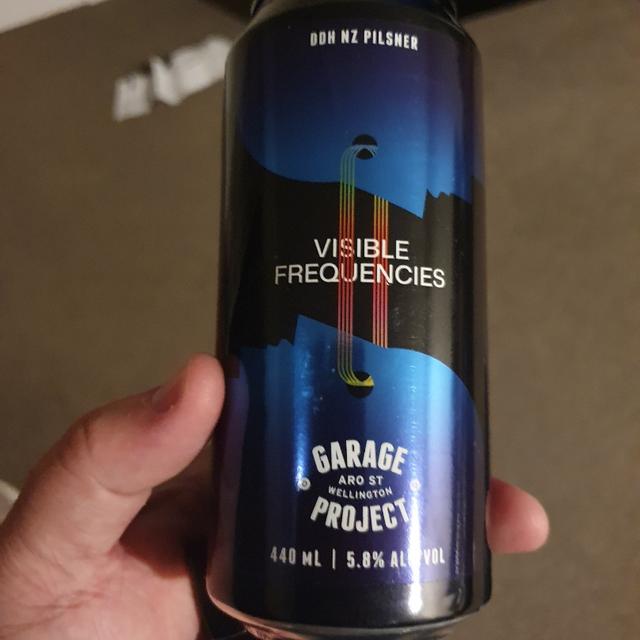 DDH NZ PILSNER
VISIBLE
FREQUENCIES
GARAGE
ARO ST
WELLINGTON
PROJECT
440 ML | 5.8% ALC/VOL